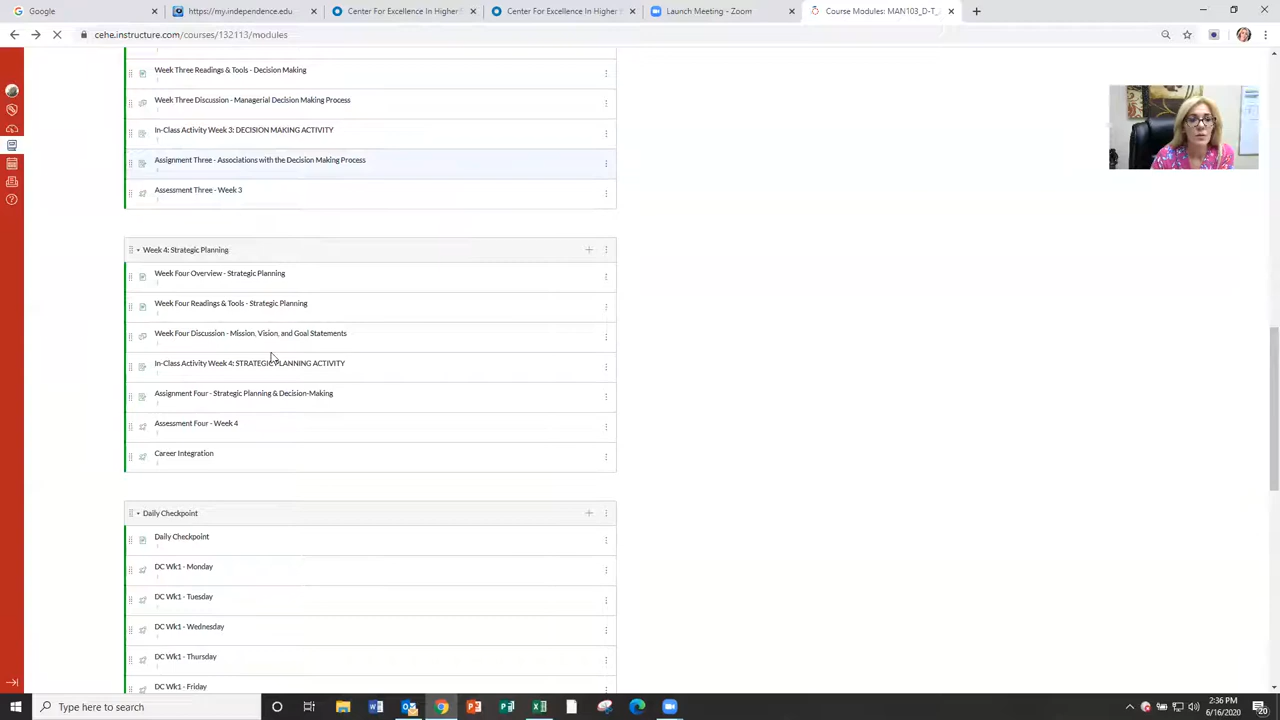 Google
https://my.independence.edu
Center For Excellence In Higher
Center For Excellence In Higher
Launch Meeting - Zoom
Course Modules: MAN103_D-T_
cehe.instructure.com/courses/132113/modules
Week Three Readings & Tools - Decision Making
Week Three Discussion - Managerial Decision Making Process
In-Class Activity Week 3: DECISION MAKING ACTIVITY
Assignment Three - Associations with the Decision Making Process
Assessment Three - Week 3
Week 4: Strategic Planning
Week Four Overview - Strategic Planning
Week Four Readings & Tools - Strategic Planning
Week Four Discussion - Mission, Vision, and Goal Statements
In-Class Activity Week 4: STRATEGIC PLANNING ACTIVITY
Assignment Four - Strategic Planning & Decision-Making
Assessment Four - Week 4
Career Integration
Daily Checkpoint
Daily Checkpoint
DC Wk1 - Monday
DC Wk1 - Tuesday
DC Wk1 - Wednesday
DC Wk1 - Thursday
DC Wk1 - Friday
Type here to search
2:36 PM
6/16/2020
20